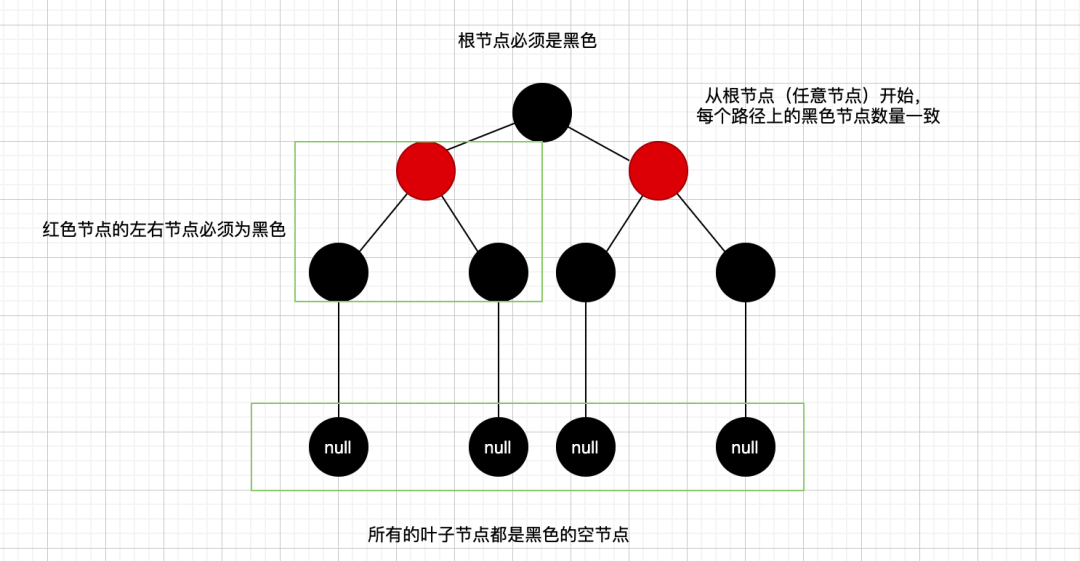 根节点必须是黑色
从根节点（任意节点）开始，
每个路径上的黑色节点数量一致
红色节点的左右节点必须为黑色
null
null
null
null
所有的叶子节点都是黑色的空节点